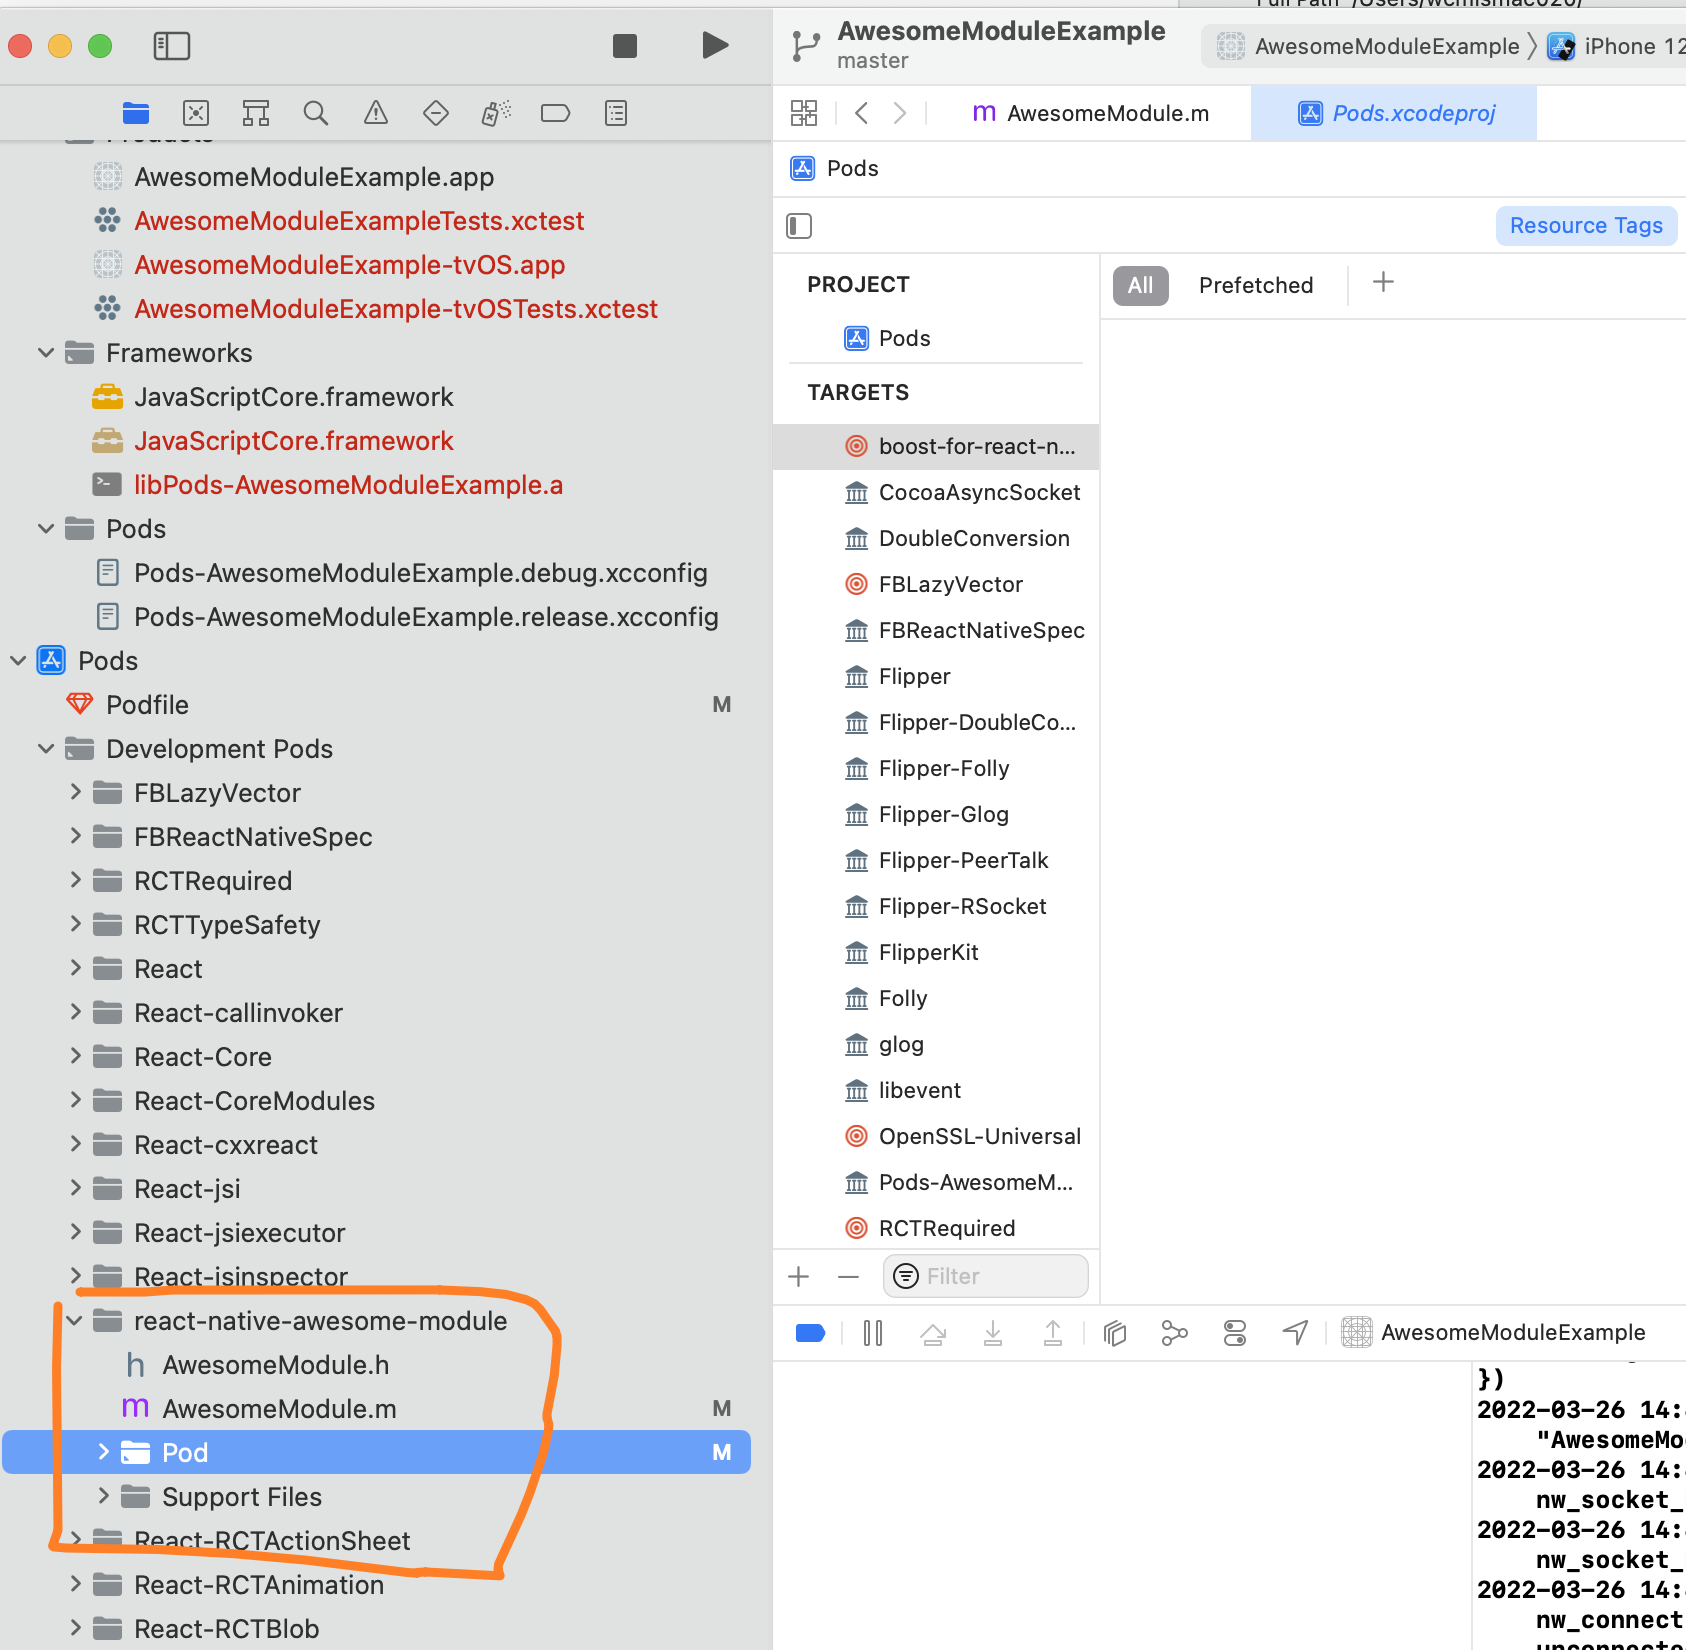 AwesomeModuleExample
master
AwesomeModuleExample
iPhone 12
AwesomeModule.m
Pods.xcodeproj
Pods
Resource Tags
Products
AwesomeModuleExample.app
AwesomeModuleExampleTests.xctest
AwesomeModuleExample-tvOS.app
AwesomeModuleExample-tvOSTests.xctest
Frameworks
JavaScriptCore.framework
JavaScriptCore.framework
libPods-AwesomeModuleExample.a
Pods
Pods-AwesomeModuleExample.debug.xcconfig
Pods-AwesomeModuleExample.release.xcconfig
Pods
Podfile M
Development Pods
FBLazyVector
FBReactNativeSpec
RCTRequired
RCTTypeSafety
React
React-callinvoker
React-Core
React-CoreModules
React-cxxreact
React-jsi
React-jsiexecutor
React-jsinspector
react-native-awesome-module
h AwesomeModule.h
m AwesomeModule.m M
Pod M
Support Files
React-RCTActionSheet
React-RCTAnimation
React-RCTBlob
PROJECT
Pods
TARGETS
boost-for-react-n...
CocoaAsyncSocket
DoubleConversion
FBLazyVector
FBReactNativeSpec
Flipper
Flipper-DoubleCo...
Flipper-Folly
Flipper-Glog
Flipper-PeerTalk
Flipper-RSocket
FlipperKit
Folly
glog
libevent
OpenSSL-Universal
Pods-AwesomeM...
RCTRequired
Filter
All
Prefetched
AwesomeModuleExample
})
2022-03-26 14:
"AwesomeMo
2022-03-26 14:
nw_socket_
2022-03-26 14:
nw_socket_
2022-03-26 14:
nw_connect